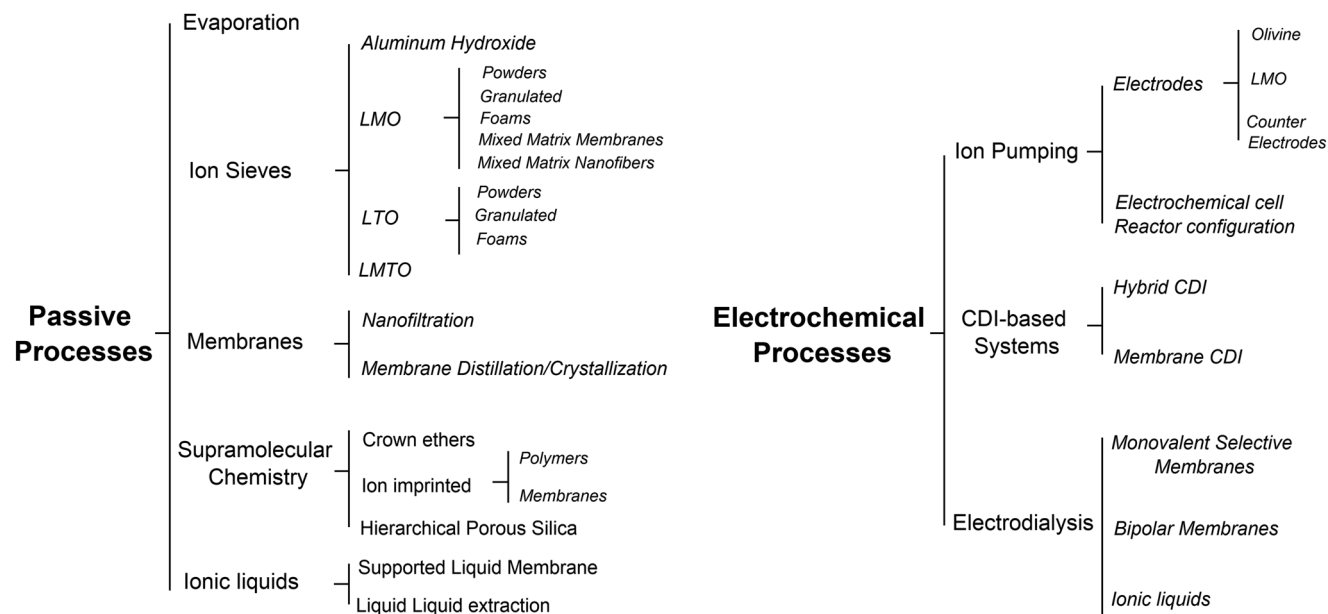 Passive
Processes
Evaporation
Ion Sieves
Aluminum Hydroxide
LMO
Powders
Granulated
Foams
Mixed Matrix Membranes
Mixed Matrix Nanofibers
LTO
Powders
Granulated
Foams
LMTO
Membranes
Nanofiltration
Membrane Distillation/Crystallization
Supramolecular
Chemistry
Crown ethers
Ion imprinted
Polymers
Membranes
Hierarchical Porous Silica
Ionic liquids
Supported Liquid Membrane
Liquid Liquid extraction
Electrochemical
Processes
Ion Pumping
Electrodes
Olivine
LMO
Counter
Electrodes
Electrochemical cell
Reactor configuration
CDI-based
Systems
Hybrid CDI
Membrane CDI
Electrodialysis
Monovalent Selective
Membranes
Bipolar Membranes
Ionic liquids